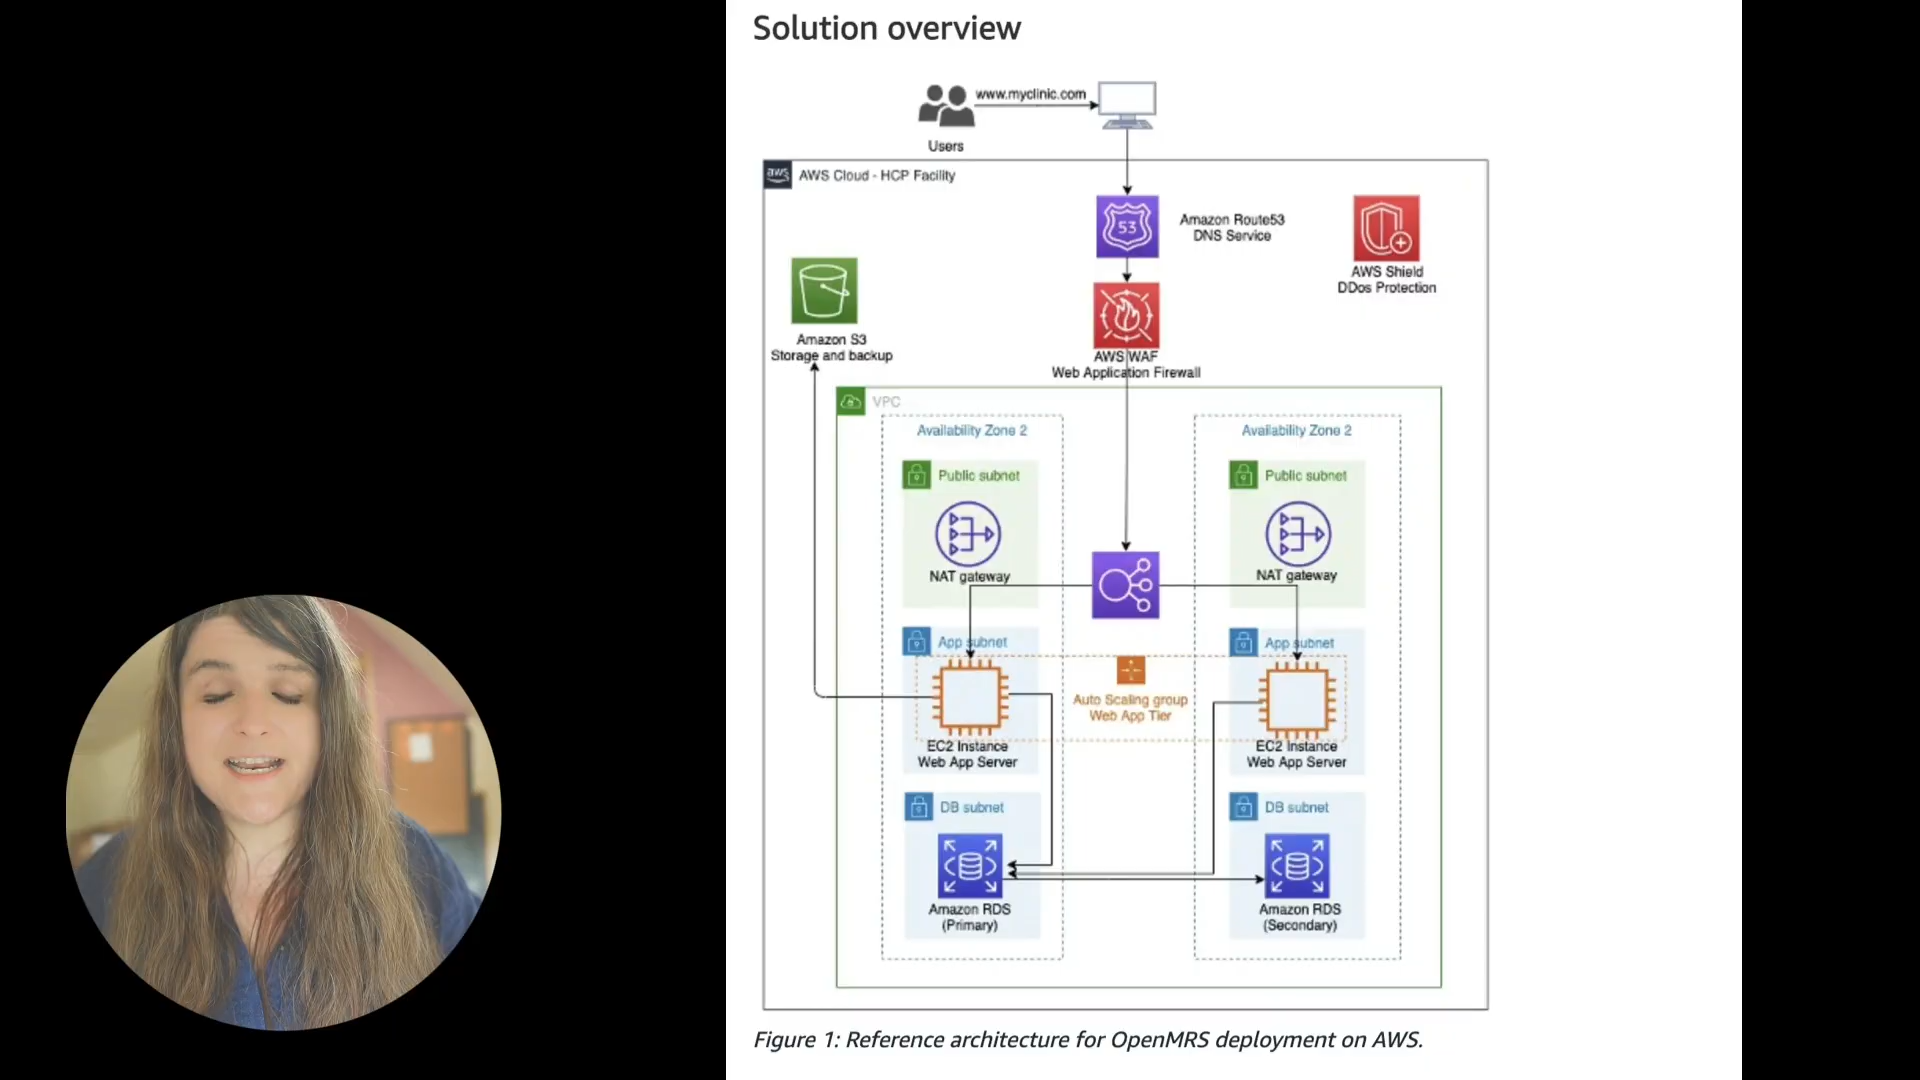 Solution overview
www.myclinic.com
Users
aws
AWS Cloud - HCP Facility
53
Amazon Route53
DNS Service
AWS Shield
DDos Protection
Amazon S3
Storage and backup
AWS WAF
Web Application Firewall
VPC
Availability Zone 2
Availability Zone 2
Public subnet
Public subnet
NAT gateway
NAT gateway
App subnet
App subnet
Auto Scaling group
Web App Tier
EC2 Instance
Web App Server
EC2 Instance
Web App Server
DB subnet
DB subnet
Amazon RDS
(Primary)
Amazon RDS
(Secondary)
Figure 1: Reference architecture for OpenMRS deployment on AWS.